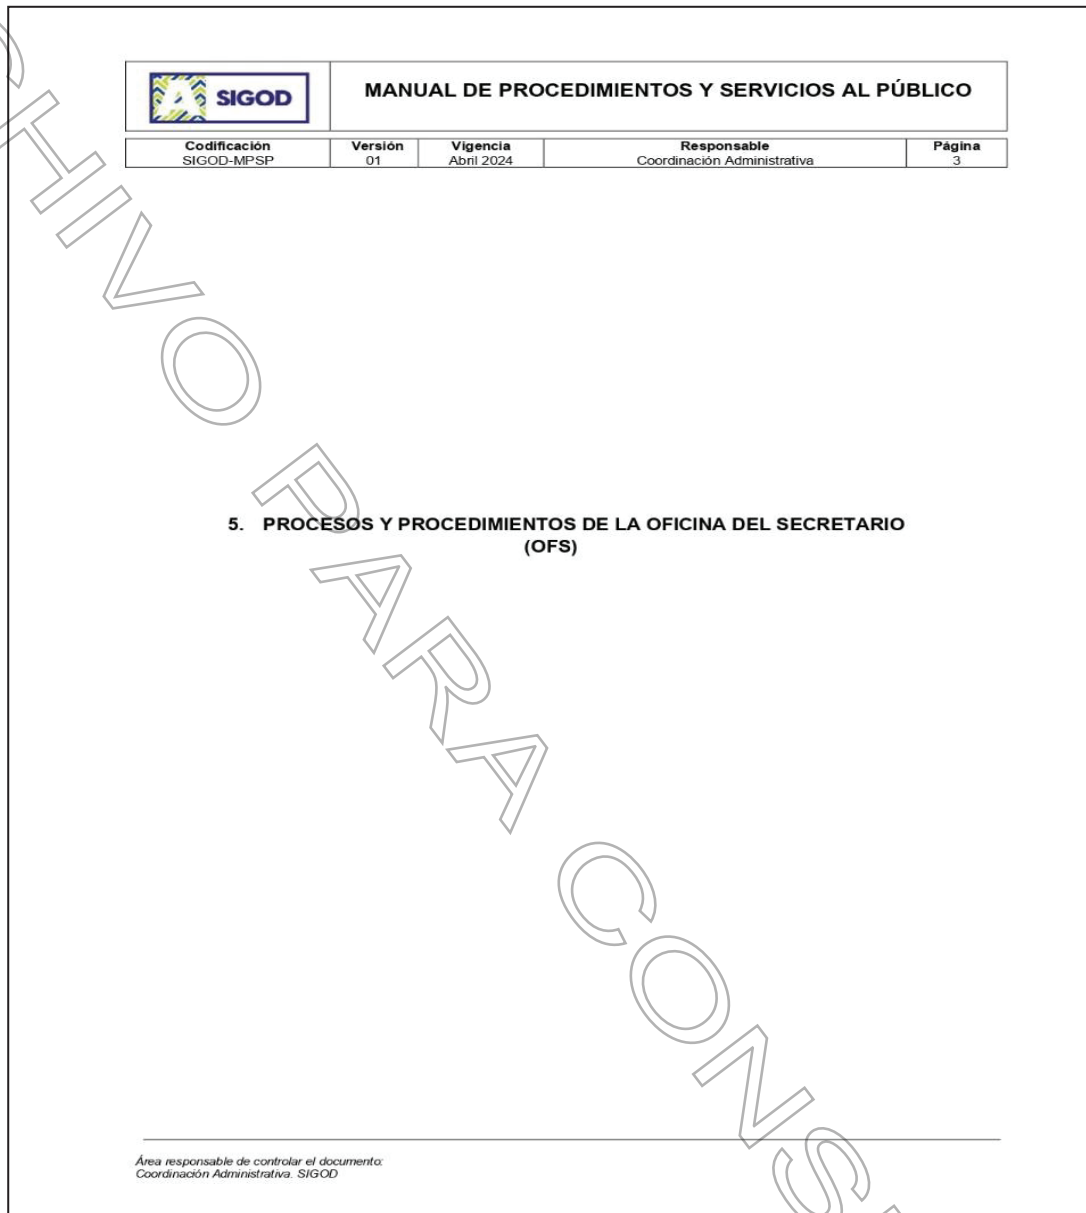 SIGOD
MANUAL DE PROCEDIMIENTOS Y SERVICIOS AL PÚBLICO
Codificación Versión Vigencia Responsable Página
SIGOD-MPSP 01 Abril 2024 Coordinación Administrativa 3
5. PROCESOS Y PROCEDIMIENTOS DE LA OFICINA DEL SECRETARIO
(OFS)
Área responsable de controlar el documento:
Coordinación Administrativa. SIGOD
CHIVO PARA CONS